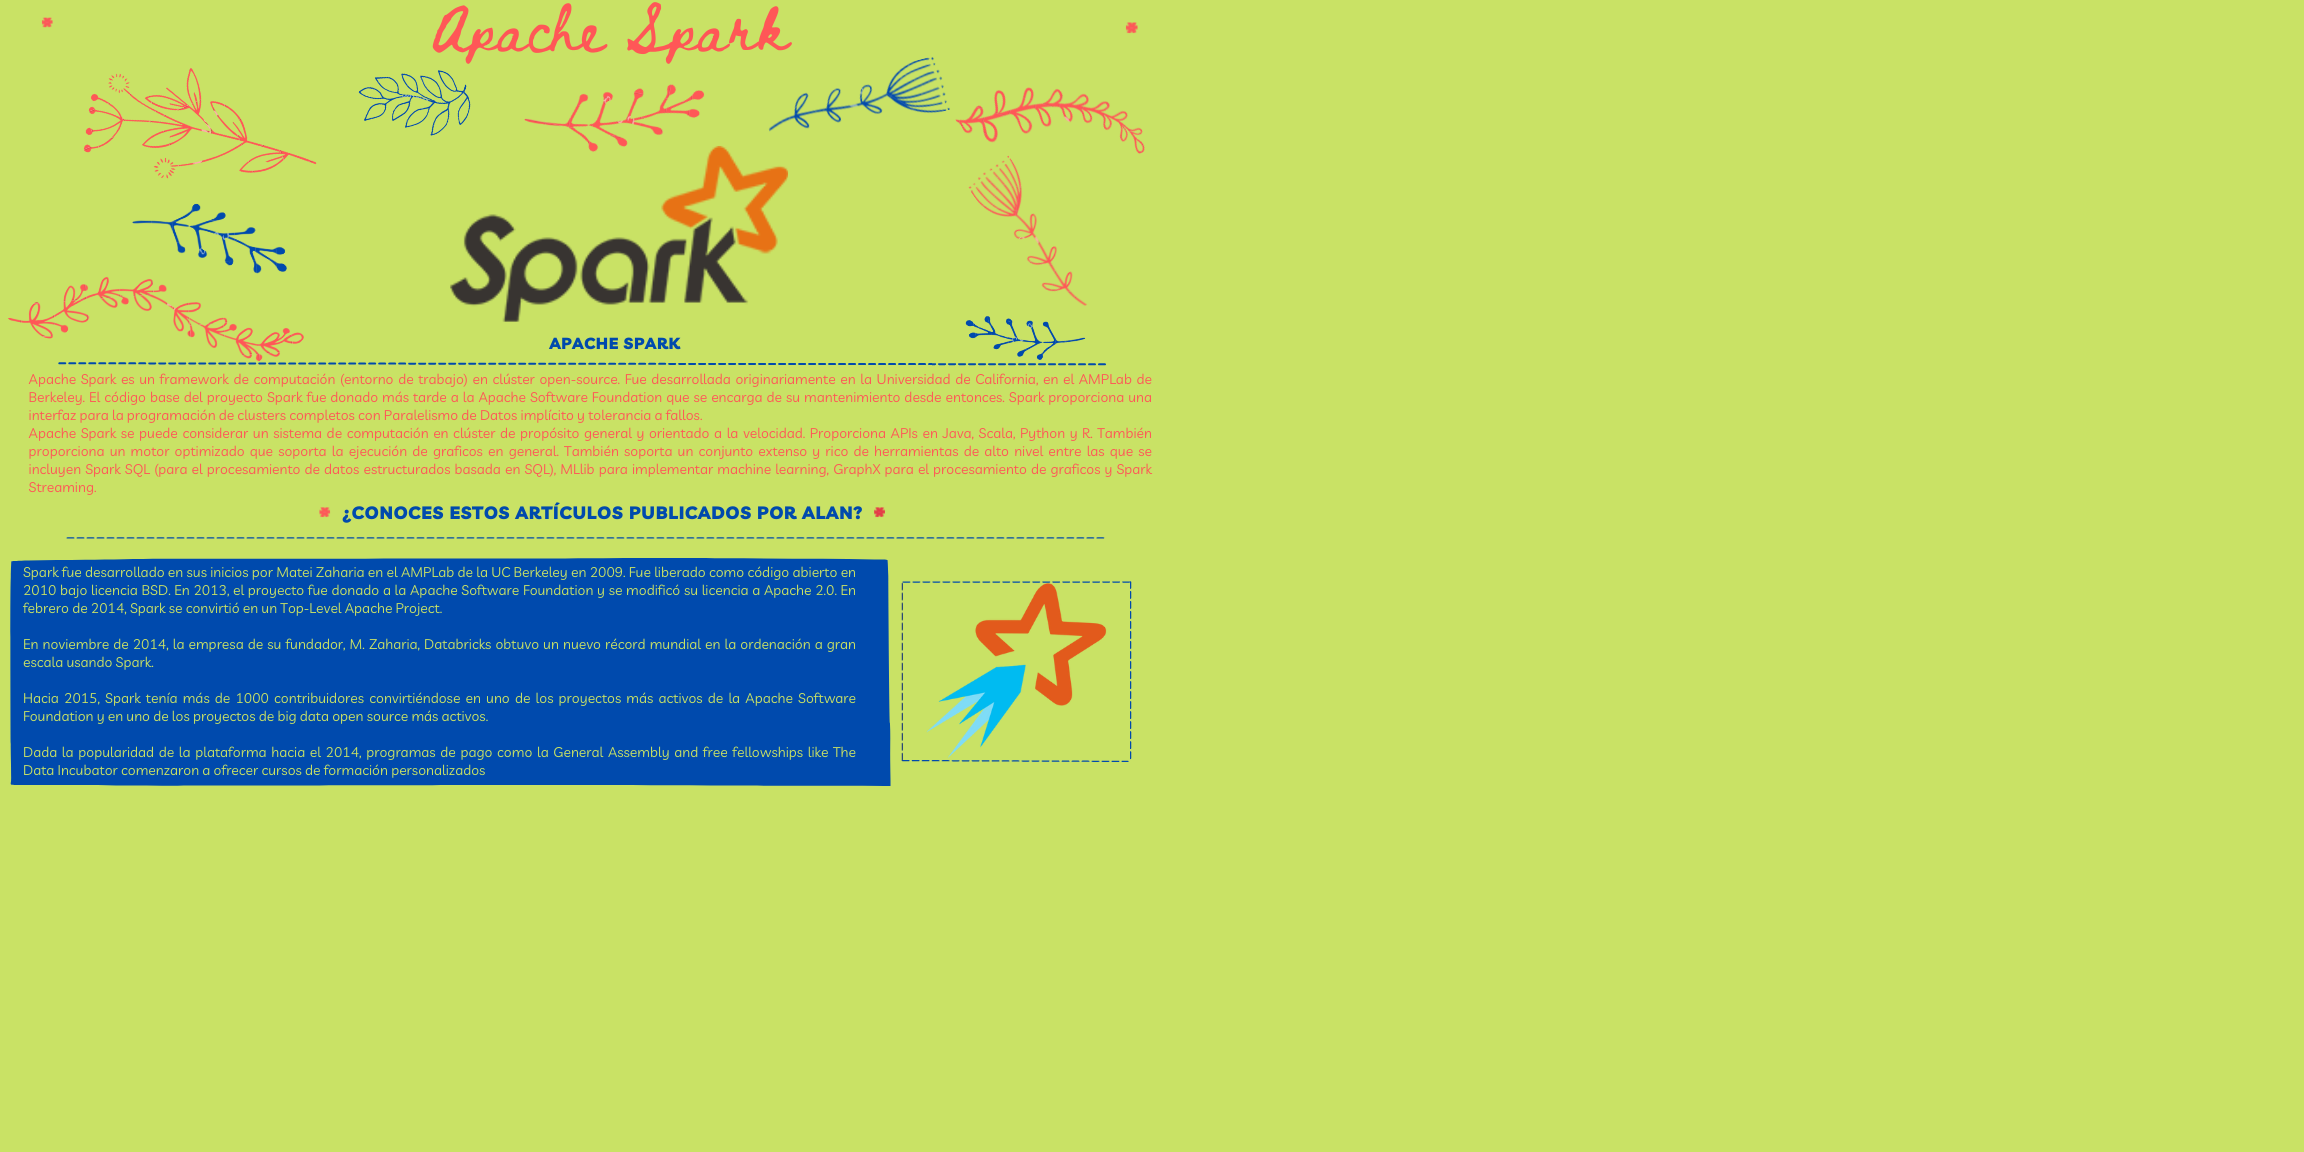 Apache Spark
Spark
APACHE SPARK
Apache Spark es un framework de computación (entorno de trabajo) en clúster open-source. Fue desarrollada originariamente en la Universidad de California, en el AMPLab de
Berkeley. El código base del proyecto Spark fue donado más tarde a la Apache Software Foundation que se encarga de su mantenimiento desde entonces. Spark proporciona una
interfaz para la programación de clusters completos con Paralelismo de Datos implícito y tolerancia a fallos.
Apache Spark se puede considerar un sistema de computación en clúster de propósito general y orientado a la velocidad. Proporciona APIs en Java, Scala, Python y R. También
proporciona un motor optimizado que soporta la ejecución de graficos en general. También soporta un conjunto extenso y rico de herramientas de alto nivel entre las que se
incluyen Spark SQL (para el procesamiento de datos estructurados basada en SQL), MLlib para implementar machine learning, GraphX para el procesamiento de graficos y Spark
Streaming.
¿CONOCES ESTOS ARTÍCULOS PUBLICADOS POR ALAN?
Spark fue desarrollado en sus inicios por Matei Zaharia en el AMPLab de la UC Berkeley en 2009. Fue liberado como código abierto en
2010 bajo licencia BSD. En 2013, el proyecto fue donado a la Apache Software Foundation y se modificó su licencia a Apache 2.0. En
febrero de 2014, Spark se convirtió en un Top-Level Apache Project.
En noviembre de 2014, la empresa de su fundador, M. Zaharia, Databricks obtuvo un nuevo récord mundial en la ordenación a gran
escala usando Spark.
Hacia 2015, Spark tenía más de 1000 contribuidores convirtiéndose en uno de los proyectos más activos de la Apache Software
Foundation y en uno de los proyectos de big data open source más activos.
Dada la popularidad de la plataforma hacia el 2014, programas de pago como la General Assembly and free fellowships like The
Data Incubator comenzaron a ofrecer cursos de formación personalizados